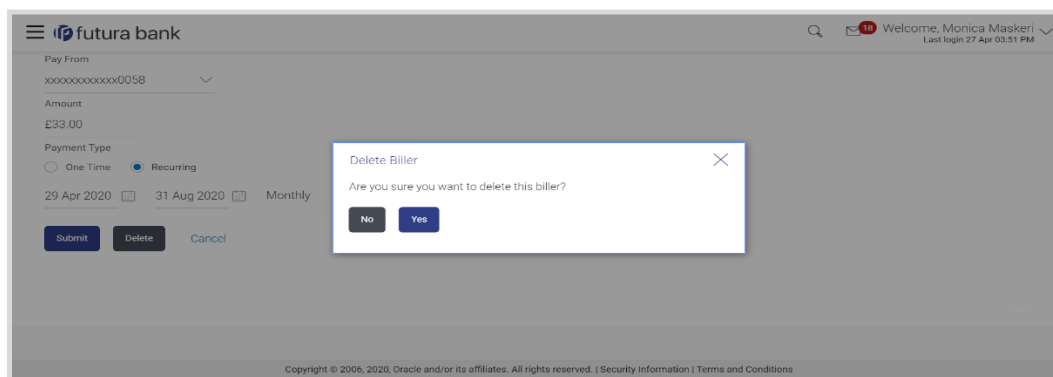 futura bank
18
Welcome, Monica Maskeri
Last login 27 Apr 03:51 PM
Pay From
xxxxxxxxxxxx0058
Amount
£33.00
Payment Type
One Time Recurring
29 Apr 2020 31 Aug 2020 Monthly
Submit Delete Cancel
Delete Biller
Are you sure you want to delete this biller?
No Yes
Copyright © 2006, 2020, Oracle and/or its affiliates. All rights reserved. | Security Information | Terms and Conditions